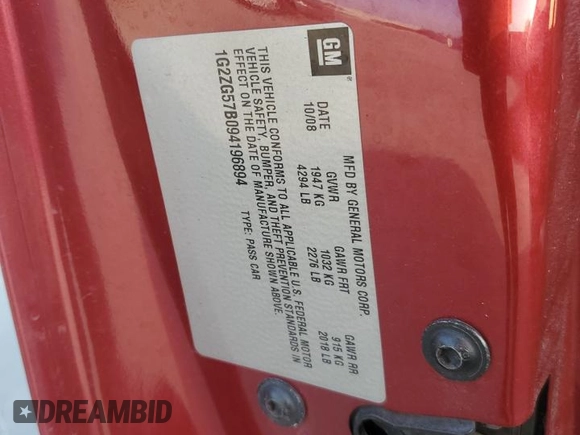 GM
MFD BY GENERAL MOTORS CORP.
DATE GVWR GAWR FRT GAWR RR
10/08 1947 KG 1032 KG 915 KG
4294 LB 2276 LB 2018 LB
THIS VEHICLE CONFORMS TO ALL APPLICABLE U.S. FEDERAL MOTOR
VEHICLE SAFETY, BUMPER, AND THEFT PREVENTION STANDARDS IN
EFFECT ON THE DATE OF MANUFACTURE SHOWN ABOVE.
1G2ZG57B094196894 TYPE: PASS CAR
DREAMBID